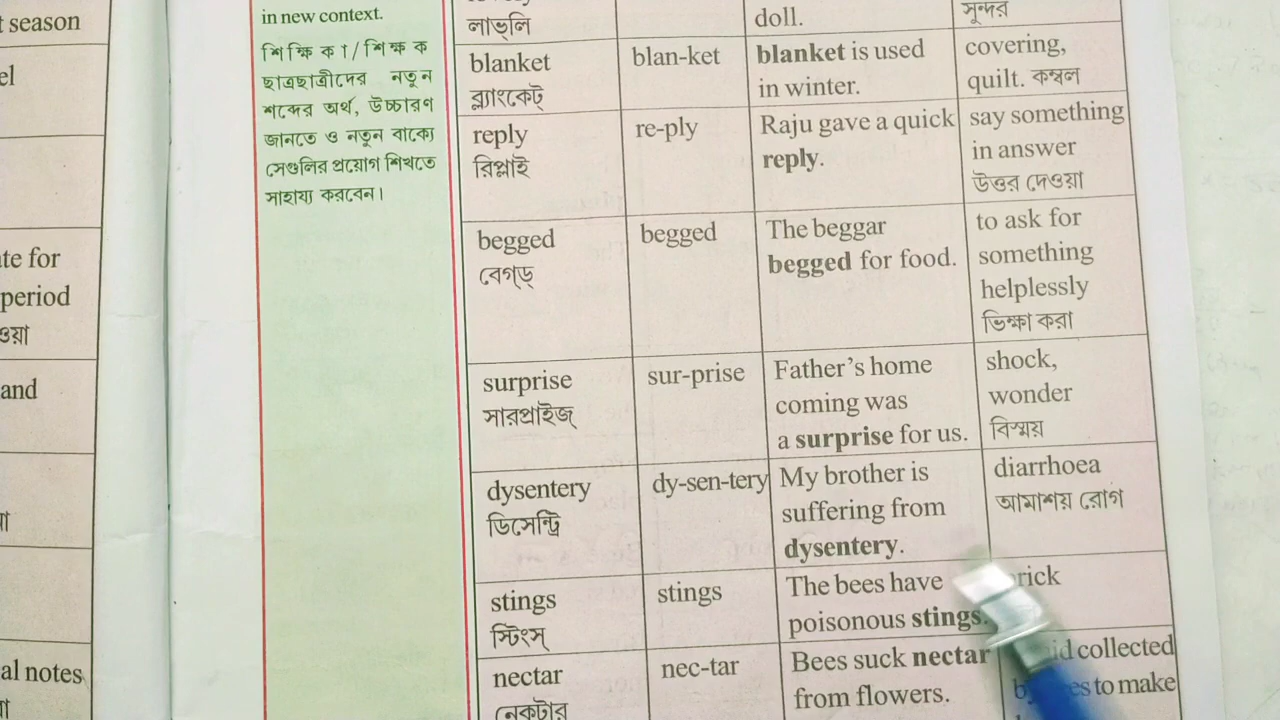 t season
el
te for
period
ওয়া
and
al notes
in new context.
শিক্ষিকা/শিক্ষক
ছাত্রছাত্রীদের নতুন
শব্দের অর্থ, উচ্চারণ
জানতে ও নতুন বাক্যে
সেগুলির প্রয়োগ শিখতে
সাহায্য করবেন।
লাভ্‌লি
doll.
সুন্দর
blanket
ব্ল্যাংকেট্
blan-ket
blanket is used
in winter.
covering,
quilt. কম্বল
reply
রিপ্লাই
re-ply
Raju gave a quick
reply.
say something
in answer
উত্তর দেওয়া
begged
বেগ্‌ড্
begged
The beggar
begged for food.
to ask for
something
helplessly
ভিক্ষা করা
surprise
সারপ্রাইজ্
sur-prise
Father's home
coming was
a surprise for us.
shock,
wonder
বিস্ময়
dysentery
ডিসেন্ট্রি
dy-sen-tery
My brother is
suffering from
dysentery.
diarrhoea
আমাশয় রোগ
stings
স্টিংস্
stings
The bees have
poisonous stings.
rick
nectar
নেকটার
nec-tar
Bees suck nectar
from flowers.
collected
to make